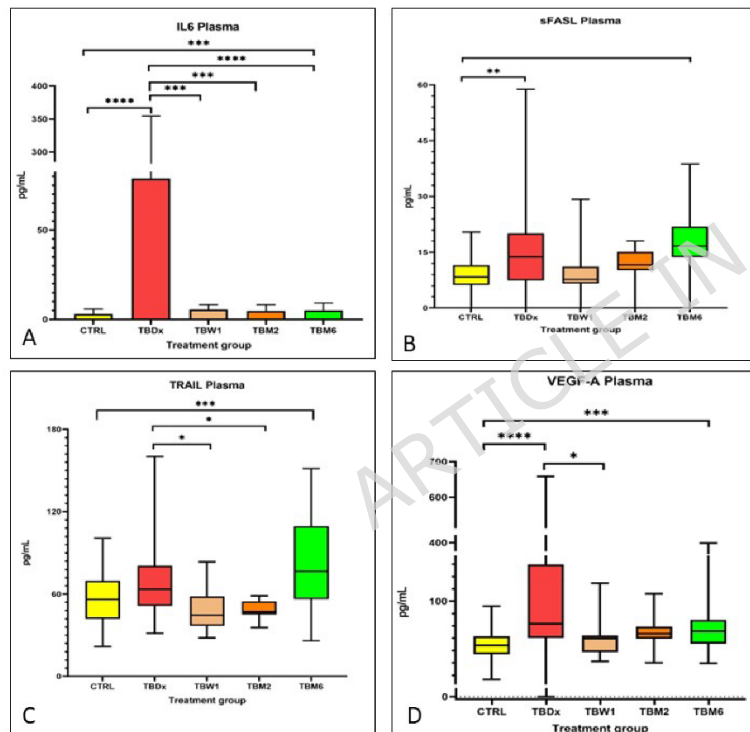 IL6 Plasma
***
****
***
****
***
400
350
300
50
0
pg/mL
CTRL TBDx TBW1 TBM2 TBM6
Treatment group
A
sFASL Plasma
**
60
45
30
15
0
pg/mL
CTRL TBDx TBW1 TBM2 TBM6
Treatment group
B
TRAIL Plasma
***
*
*
180
120
60
0
pg/mL
CTRL TBDx TBW1 TBM2 TBM6
Treatment group
C
VEGF-A Plasma
***
****
*
700
600
400
100
0
pg/mL
CTRL TBDx TBW1 TBM2 TBM6
Treatment group
D
ARTICLE IN